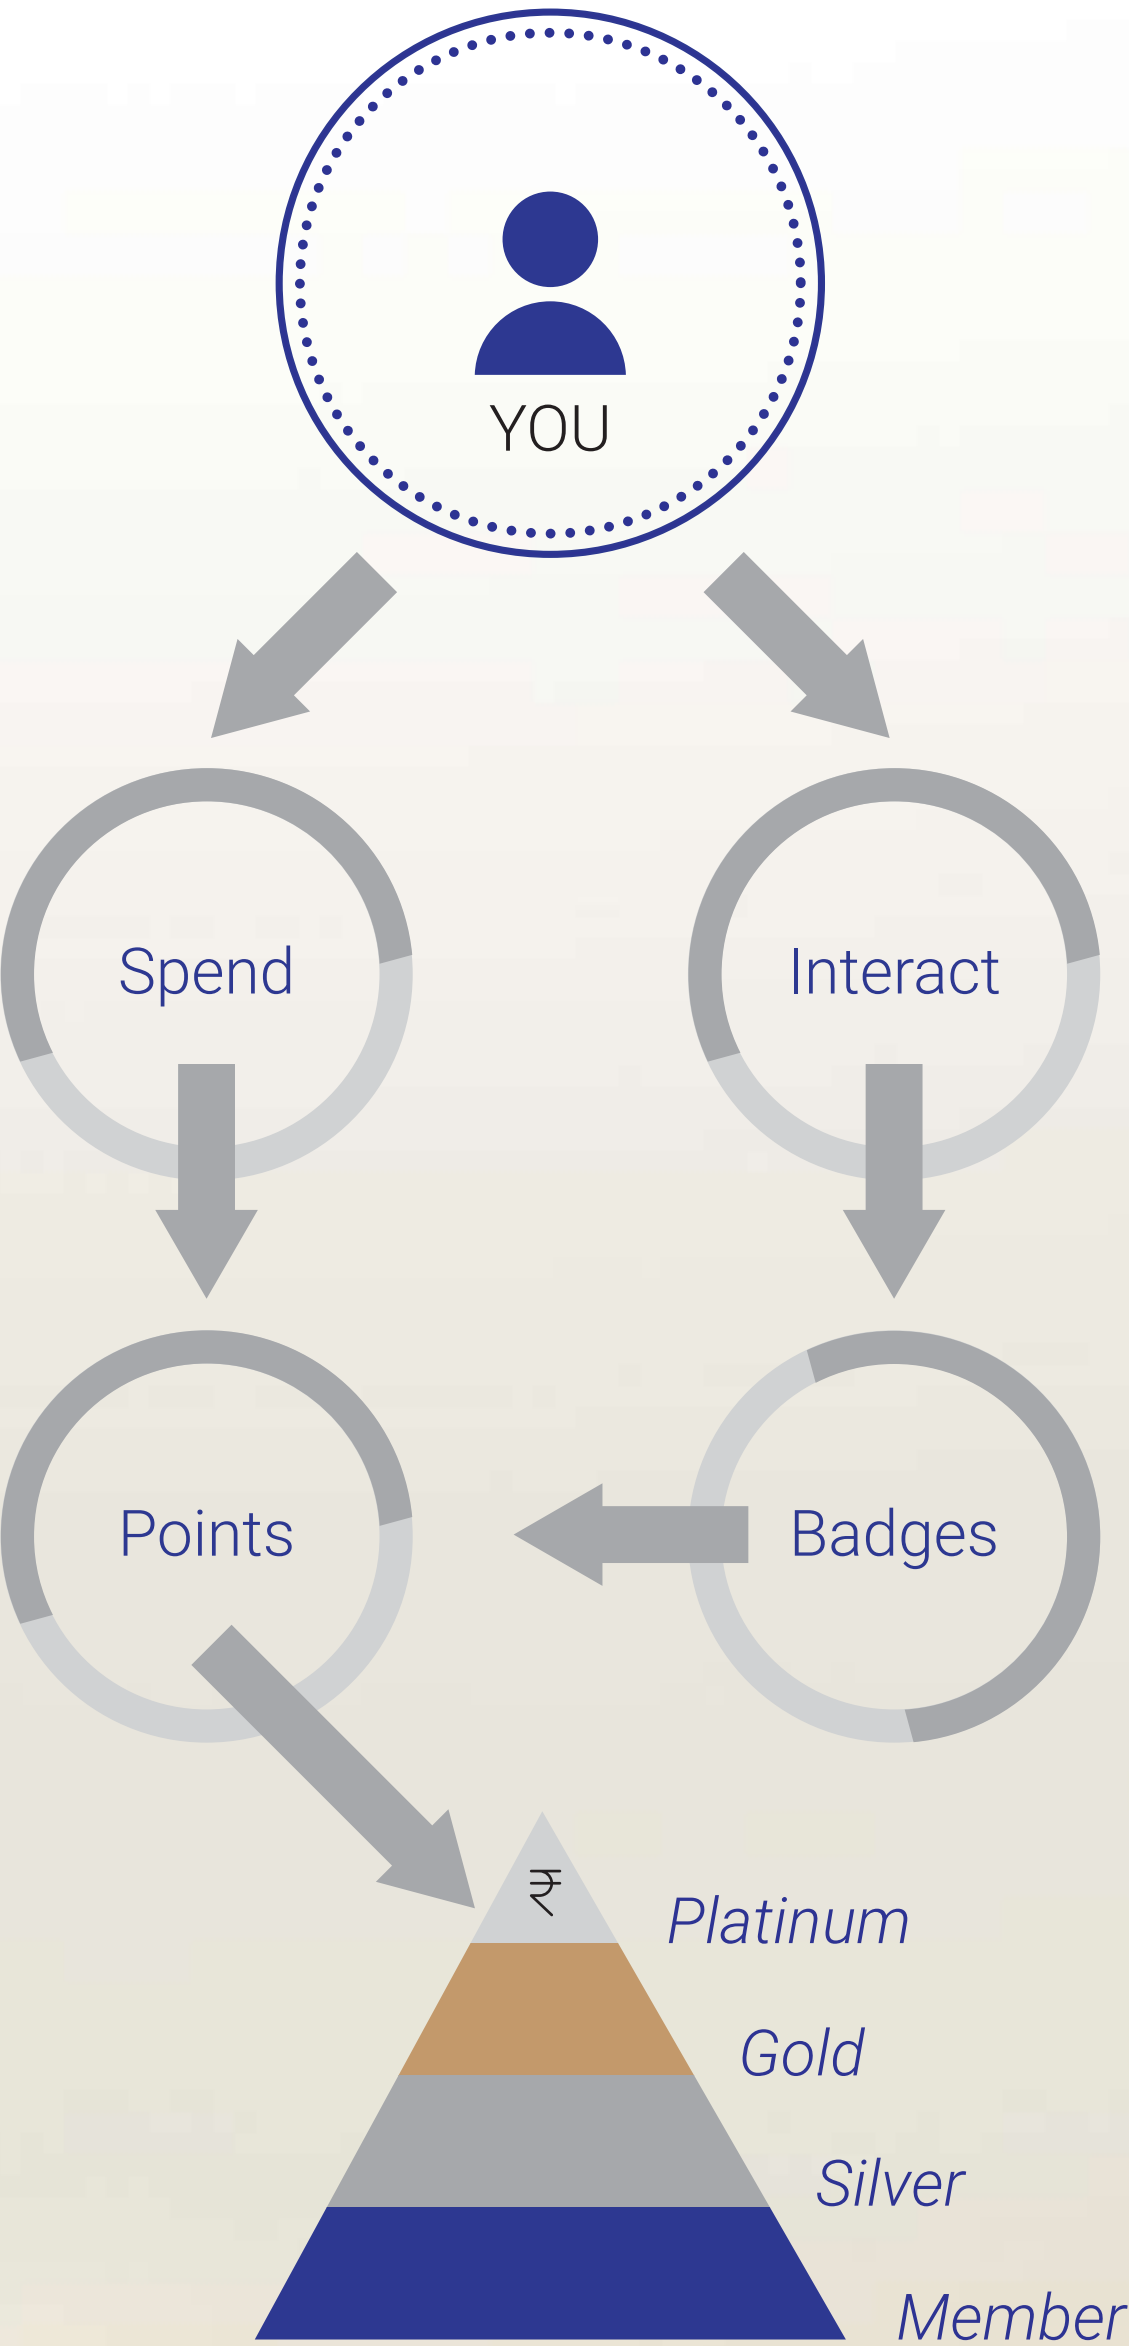 YOU
Spend
Interact
Points
Badges
₹
Platinum
Gold
Silver
Member